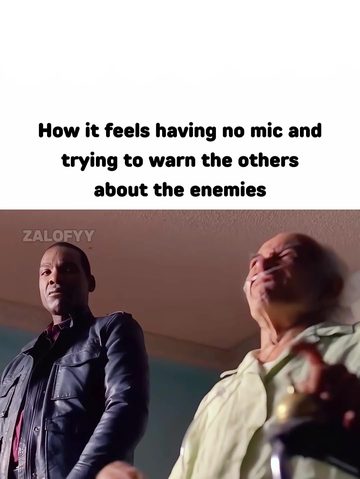 How it feels having no mic and
trying to warn the others
about the enemies
ZALOFYY